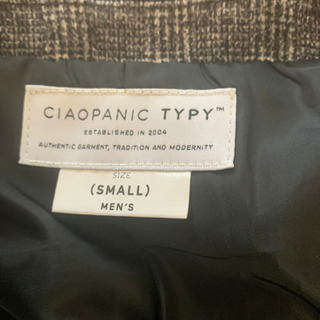 CIAOPANIC TYPY™
ESTABLISHED IN 2004
AUTHENTIC GARMENT, TRADITION AND MODERNITY
SIZE
(SMALL)
MEN'S